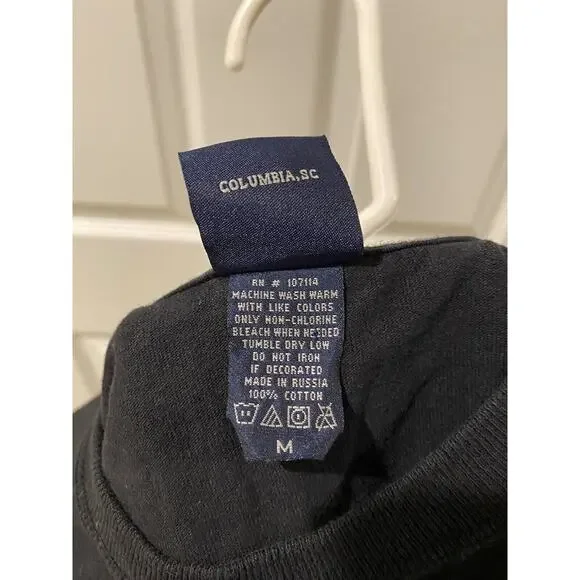 COLUMBIA, SC
RN # 107114
MACHINE WASH WARM
WITH LIKE COLORS
ONLY NON-CHLORINE
BLEACH WHEN NEEDED
TUMBLE DRY LOW
DO NOT IRON
IF DECORATED
MADE IN RUSSIA
100% COTTON
M